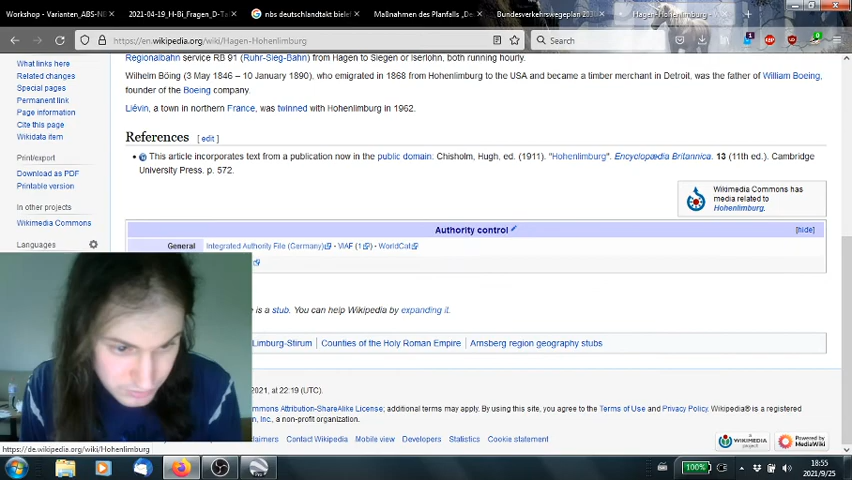 Workshop - Varianten_ABS-NE
2021-04-19_H-Bi_Fragen_D-Ta
nbs deutschlandtakt bielef
Maßnahmen des Planfalls „De
Bundesverkehrswegeplan 2030
Hagen-Hohenlimburg - Wik
https://en.wikipedia.org/wiki/Hagen-Hohenlimburg
Search
What links here
Related changes
Special pages
Permanent link
Page information
Cite this page
Wikidata item
Print/export
Download as PDF
Printable version
In other projects
Wikimedia Commons
Languages
Regionalbahn service RB 91 (Ruhr-Sieg-Bahn) from Hagen to Siegen or Iserlohn, both running hourly.
Wilhelm Böing (3 May 1846 – 10 January 1890), who emigrated in 1868 from Hohenlimburg to the USA and became a timber merchant in Detroit, was the father of William Boeing,
founder of the Boeing company.
Liévin, a town in northern France, was twinned with Hohenlimburg in 1962.
References [ edit ]
• This article incorporates text from a publication now in the public domain: Chisholm, Hugh, ed. (1911). "Hohenlimburg". Encyclopædia Britannica. 13 (11th ed.). Cambridge
University Press. p. 572.
Wikimedia Commons has
media related to
Hohenlimburg.
Authority control
[hide]
General
Integrated Authority File (Germany) · VIAF (1) · WorldCat
e is a stub. You can help Wikipedia by expanding it.
Limburg-Stirum | Counties of the Holy Roman Empire | Arnsberg region geography stubs
2021, at 22:19 (UTC).
mmons Attribution-ShareAlike License; additional terms may apply. By using this site, you agree to the Terms of Use and Privacy Policy. Wikipedia® is a registered
n, Inc., a non-profit organization.
claimers Contact Wikipedia Mobile view Developers Statistics Cookie statement
WIKIMEDIA
project
Powered by
MediaWiki
https://de.wikipedia.org/wiki/Hohenlimburg
100%
18:55
2021/9/25